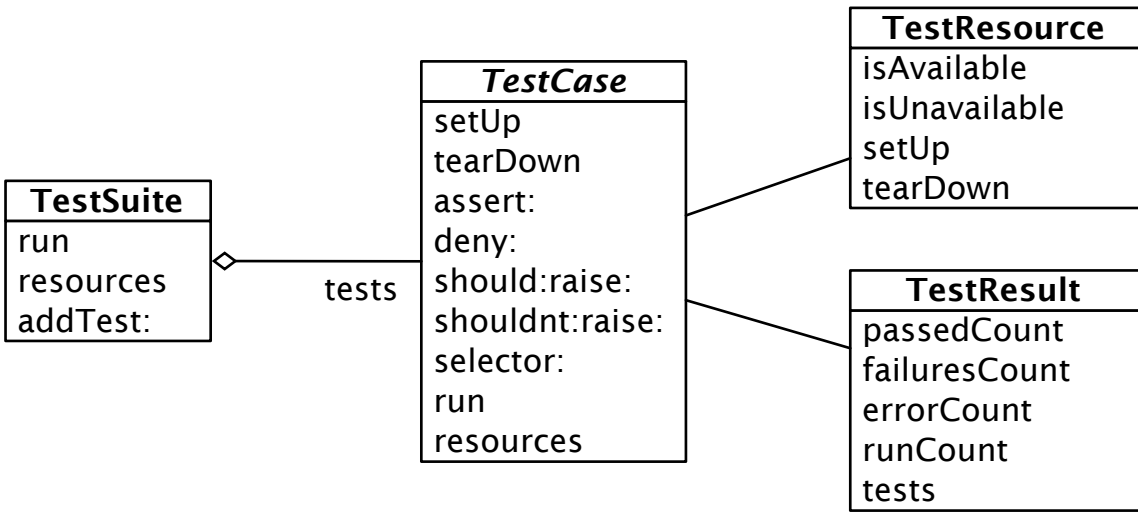 TestSuite
run
resources
addTest:
tests
TestCase
setUp
tearDown
assert:
deny:
should:raise:
shouldnt:raise:
selector:
run
resources
TestResource
isAvailable
isUnavailable
setUp
tearDown
TestResult
passedCount
failuresCount
errorCount
runCount
tests